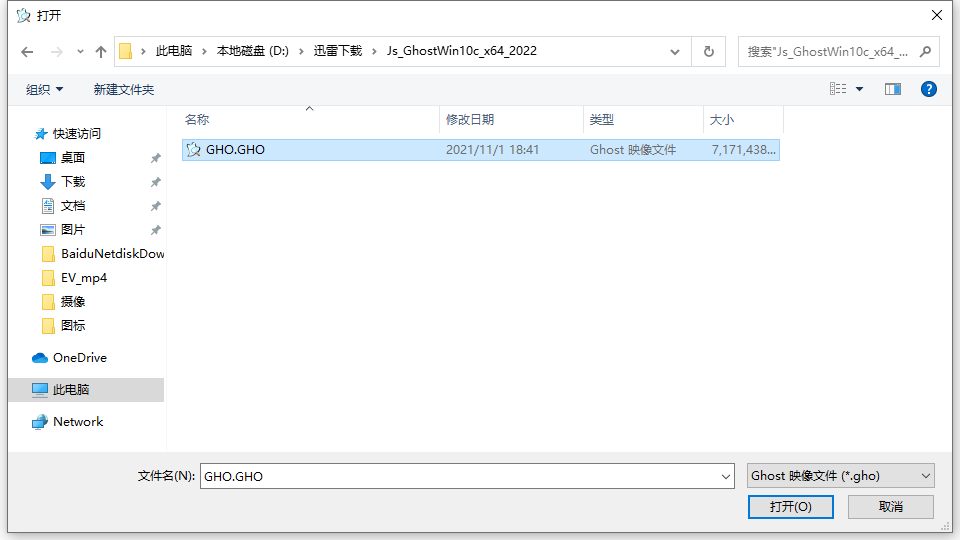 打开
此电脑 › 本地磁盘 (D:) › 迅雷下载 › Js_GhostWin10c_x64_2022
搜索"Js_GhostWin10c_x64_...
组织 新建文件夹
名称 修改日期 类型 大小
GHO.GHO 2021/11/1 18:41 Ghost 映像文件 7,171,438...
快速访问
桌面
下载
文档
图片
BaiduNetdiskDow
EV_mp4
摄像
图标
OneDrive
此电脑
Network
文件名(N): GHO.GHO Ghost 映像文件 (*.gho)
打开(O) 取消